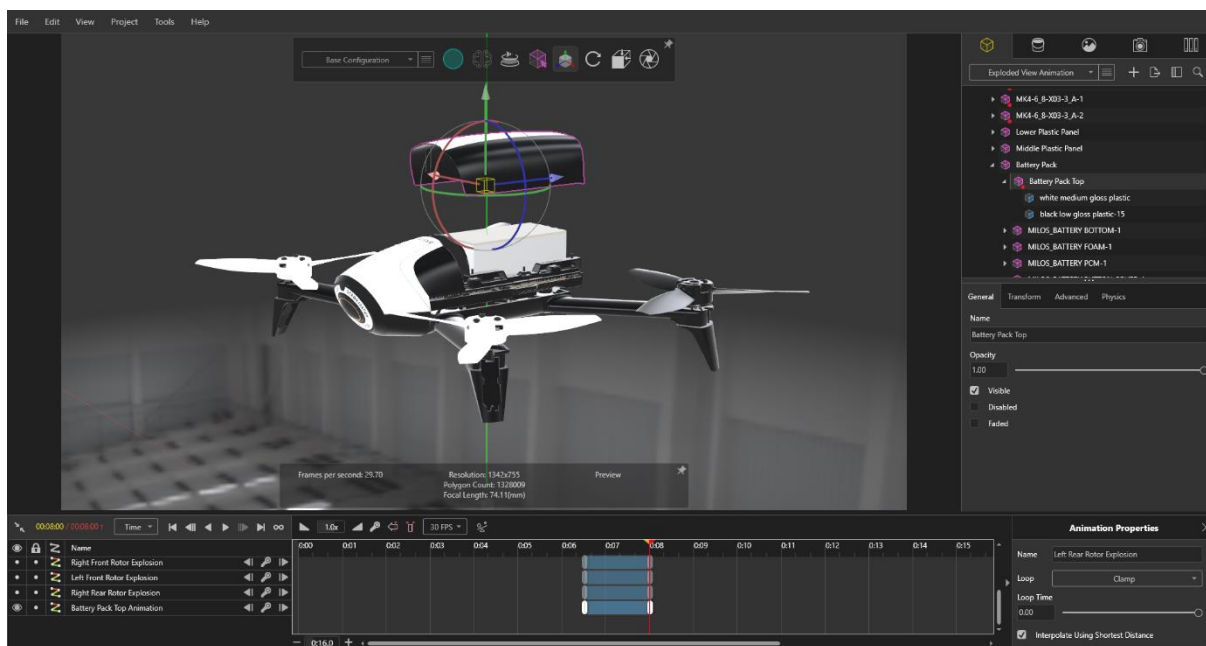 File Edit View Project Tools Help
Base Configuration
Exploded View Animation
MK4-6_8-X03-3_A-1
MK4-6_8-X03-3_A-2
Lower Plastic Panel
Middle Plastic Panel
Battery Pack
Battery Pack Top
white medium gloss plastic
black low gloss plastic-15
MILOS_BATTERY BOTTOM-1
MILOS_BATTERY FOAM-1
MILOS_BATTERY PCM-1
General Transform Advanced Physics
Name
Battery Pack Top
Opacity
1.00
Visible
Disabled
Faded
Frames per second: 29.70 Resolution: 1342x755 Preview
Polygon Count: 1328009
Focal Length: 74.11(mm)
00:08:00 / 00:08:00 Time 1.0x 30 FPS
Animation Properties
Name 0:00 0:01 0:02 0:03 0:04 0:05 0:06 0:07 0:08 0:09 0:10 0:11 0:12 0:13 0:14 0:15
Right Front Rotor Explosion
Left Front Rotor Explosion
Right Rear Rotor Explosion
Battery Pack Top Animation
0:16.0
Name Left Rear Rotor Explosion
Loop Clamp
Loop Time
0.00
Interpolate Using Shortest Distance